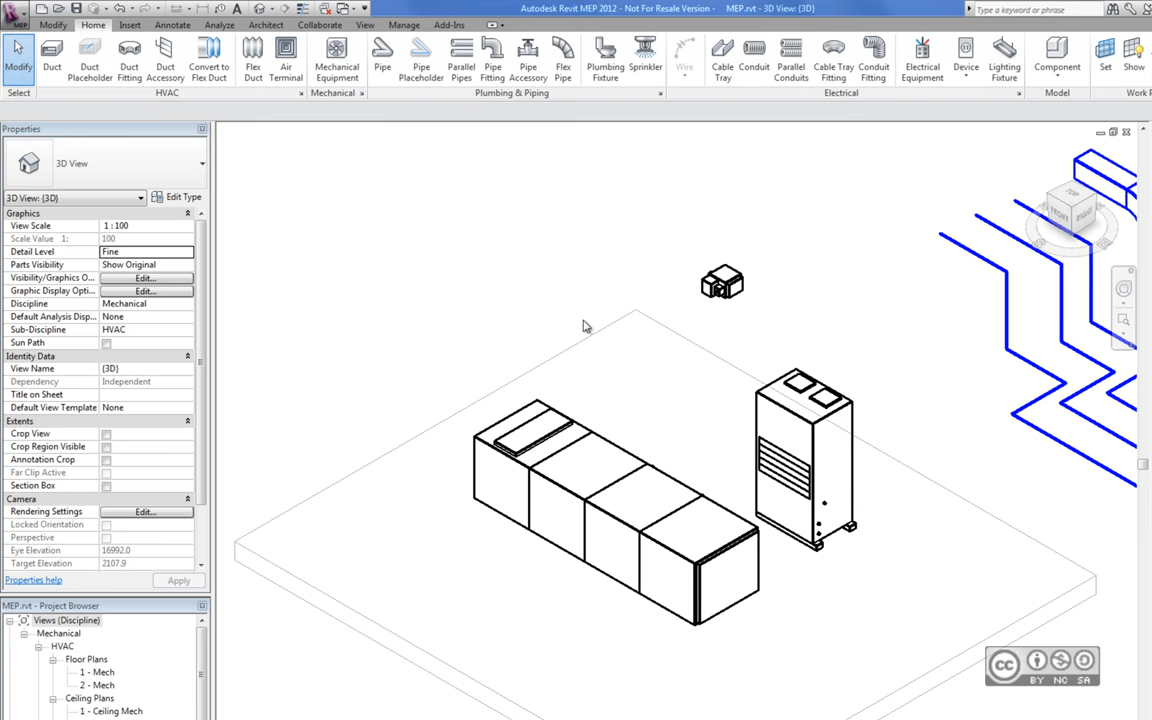 Autodesk Revit MEP 2012 - Not For Resale Version - MEP.rvt - 3D View: {3D}
Type a keyword or phrase
MEP
Modify Home Insert Annotate Analyze Architect Collaborate View Manage Add-Ins
Modify
Duct
Duct Placeholder
Duct Fitting
Duct Accessory
Convert to Flex Duct
Flex Duct
Air Terminal
Mechanical Equipment
Pipe
Pipe Placeholder
Parallel Pipes
Pipe Fitting
Pipe Accessory
Flex Pipe
Plumbing Fixture
Sprinkler
Wire
Cable Tray
Conduit
Parallel Conduits
Cable Tray Fitting
Conduit Fitting
Electrical Equipment
Device
Lighting Fixture
Component
Set
Show
Select HVAC Mechanical Plumbing & Piping Electrical Model Work P
Properties
3D View
3D View: {3D} Edit Type
Graphics
View Scale 1 : 100
Scale Value 1: 100
Detail Level Fine
Parts Visibility Show Original
Visibility/Graphics O... Edit...
Graphic Display Opti... Edit...
Discipline Mechanical
Default Analysis Disp... None
Sub-Discipline HVAC
Sun Path
Identity Data
View Name {3D}
Dependency Independent
Title on Sheet
Default View Template None
Extents
Crop View
Crop Region Visible
Annotation Crop
Far Clip Active
Section Box
Camera
Rendering Settings Edit...
Locked Orientation
Perspective
Eye Elevation 16992.0
Target Elevation 2107.9
Properties help Apply
MEP.rvt - Project Browser
Views (Discipline)
Mechanical
HVAC
Floor Plans
1 - Mech
2 - Mech
Ceiling Plans
1 - Ceiling Mech
TOP
FRONT
RIGHT
cc
BY NC SA